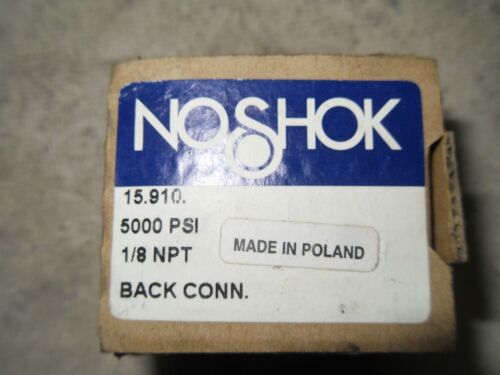 NOSHOK
15.910.
5000 PSI
1/8 NPT
MADE IN POLAND
BACK CONN.